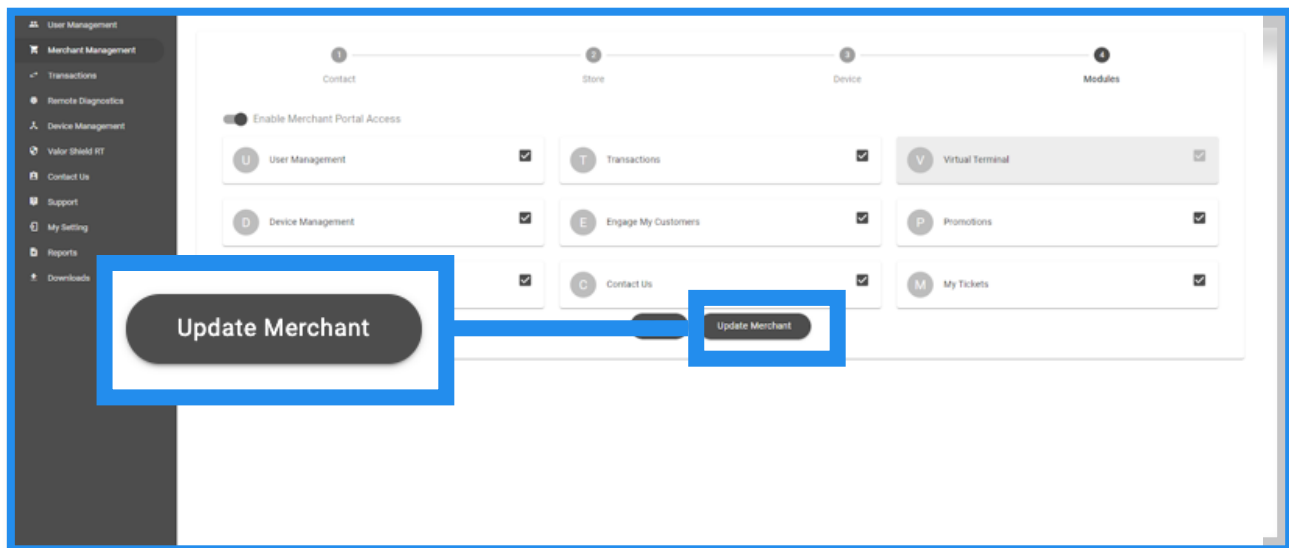 User Management
Merchant Management
Transactions
Remote Diagnostics
Device Management
Valor Shield RT
Contact Us
Support
My Setting
Reports
Downloads
1 2 3 4
Contact Store Device Modules
Enable Merchant Portal Access
U User Management T Transactions V Virtual Terminal
D Device Management E Engage My Customers P Promotions
C Contact Us M My Tickets
Update Merchant
Update Merchant